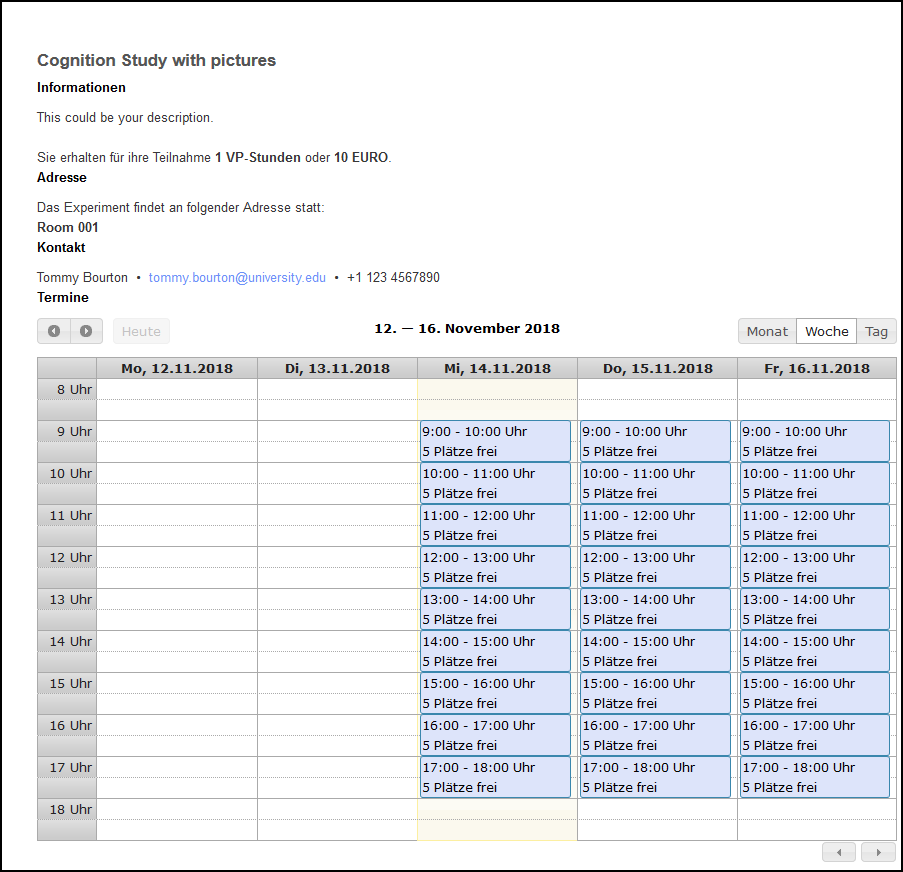 Cognition Study with pictures
Informationen
This could be your description.
Sie erhalten für ihre Teilnahme 1 VP-Stunden oder 10 EURO.
Adresse
Das Experiment findet an folgender Adresse statt:
Room 001
Kontakt
Tommy Bourton • tommy.bourton@university.edu • +1 123 4567890
Termine
Heute 12. — 16. November 2018 Monat Woche Tag
Mo, 12.11.2018 Di, 13.11.2018 Mi, 14.11.2018 Do, 15.11.2018 Fr, 16.11.2018
8 Uhr
9 Uhr 9:00 - 10:00 Uhr 9:00 - 10:00 Uhr 9:00 - 10:00 Uhr
5 Plätze frei 5 Plätze frei 5 Plätze frei
10 Uhr 10:00 - 11:00 Uhr 10:00 - 11:00 Uhr 10:00 - 11:00 Uhr
5 Plätze frei 5 Plätze frei 5 Plätze frei
11 Uhr 11:00 - 12:00 Uhr 11:00 - 12:00 Uhr 11:00 - 12:00 Uhr
5 Plätze frei 5 Plätze frei 5 Plätze frei
12 Uhr 12:00 - 13:00 Uhr 12:00 - 13:00 Uhr 12:00 - 13:00 Uhr
5 Plätze frei 5 Plätze frei 5 Plätze frei
13 Uhr 13:00 - 14:00 Uhr 13:00 - 14:00 Uhr 13:00 - 14:00 Uhr
5 Plätze frei 5 Plätze frei 5 Plätze frei
14 Uhr 14:00 - 15:00 Uhr 14:00 - 15:00 Uhr 14:00 - 15:00 Uhr
5 Plätze frei 5 Plätze frei 5 Plätze frei
15 Uhr 15:00 - 16:00 Uhr 15:00 - 16:00 Uhr 15:00 - 16:00 Uhr
5 Plätze frei 5 Plätze frei 5 Plätze frei
16 Uhr 16:00 - 17:00 Uhr 16:00 - 17:00 Uhr 16:00 - 17:00 Uhr
5 Plätze frei 5 Plätze frei 5 Plätze frei
17 Uhr 17:00 - 18:00 Uhr 17:00 - 18:00 Uhr 17:00 - 18:00 Uhr
5 Plätze frei 5 Plätze frei 5 Plätze frei
18 Uhr